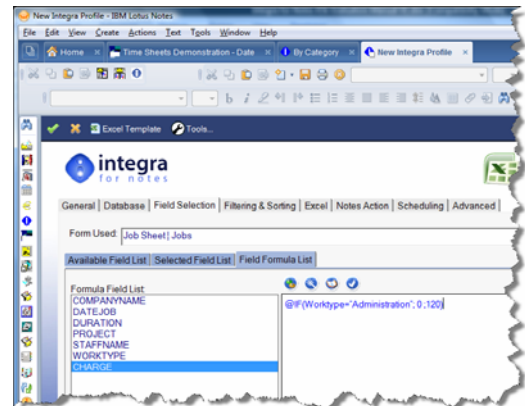 New Integra Profile - IBM Lotus Notes
File Edit View Create Actions Text Tools Window Help
Home Time Sheets Demonstration - Date By Category New Integra Profile
b i
Excel Template Tools...
integra
for notes
General | Database | Field Selection | Filtering & Sorting | Excel | Notes Action | Scheduling | Advanced |
Form Used: Job Sheet¦ Jobs
Available Field List Selected Field List Field Formula List
Formula Field List:
COMPANYNAME
DATEJOB
DURATION
PROJECT
STAFFNAME
WORKTYPE
CHARGE
@IF(Worktype="Administration"; 0 ;120)